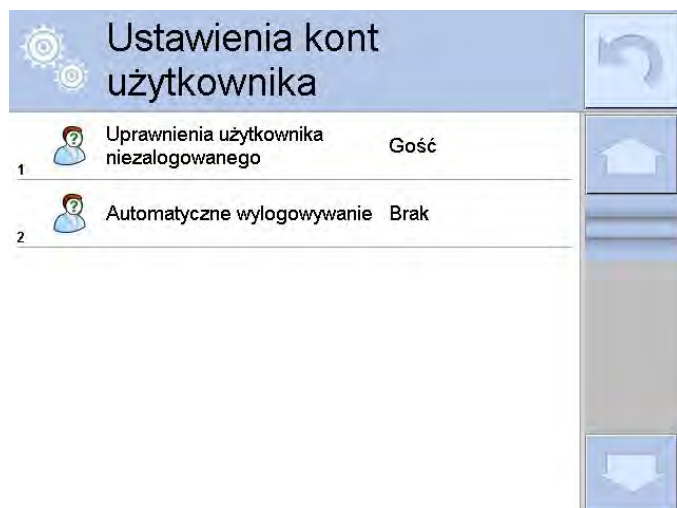 Ustawienia kont
użytkownika
Uprawnienia użytkownika
niezalogowanego
Gość
1
Automatyczne wylogowywanie Brak
2